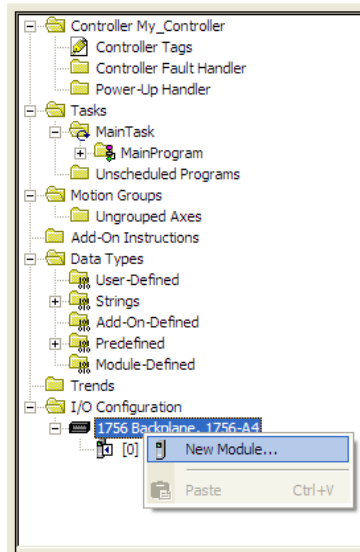 Controller My_Controller
Controller Tags
Controller Fault Handler
Power-Up Handler
Tasks
MainTask
MainProgram
Unscheduled Programs
Motion Groups
Ungrouped Axes
Add-On Instructions
Data Types
User-Defined
Strings
Add-On-Defined
Predefined
Module-Defined
Trends
I/O Configuration
1756 Backplane, 1756-A4
[0]
New Module...
Paste Ctrl+V